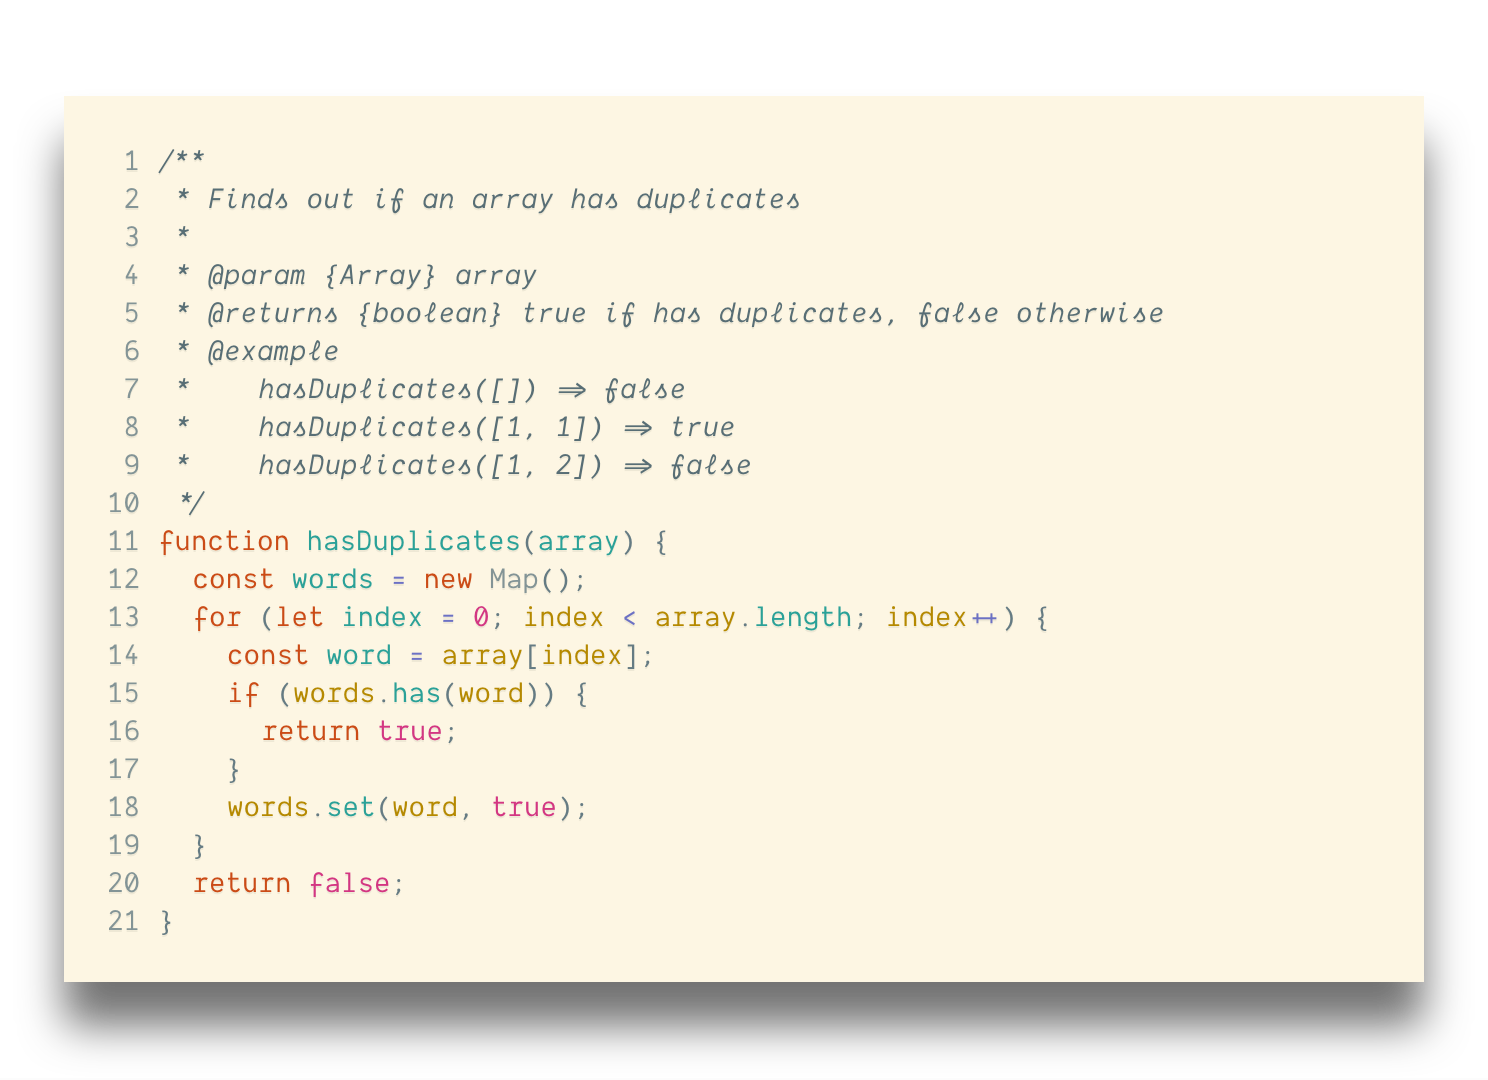 1 /**
2  * Finds out if an array has duplicates
3  *
4  * @param {Array} array
5  * @returns {boolean} true if has duplicates, false otherwise
6  * @example
7  *    hasDuplicates([]) => false
8  *    hasDuplicates([1, 1]) => true
9  *    hasDuplicates([1, 2]) => false
10  */
11 function hasDuplicates(array) {
12   const words = new Map();
13   for (let index = 0; index < array.length; index++) {
14     const word = array[index];
15     if (words.has(word)) {
16       return true;
17     }
18     words.set(word, true);
19   }
20   return false;
21 }